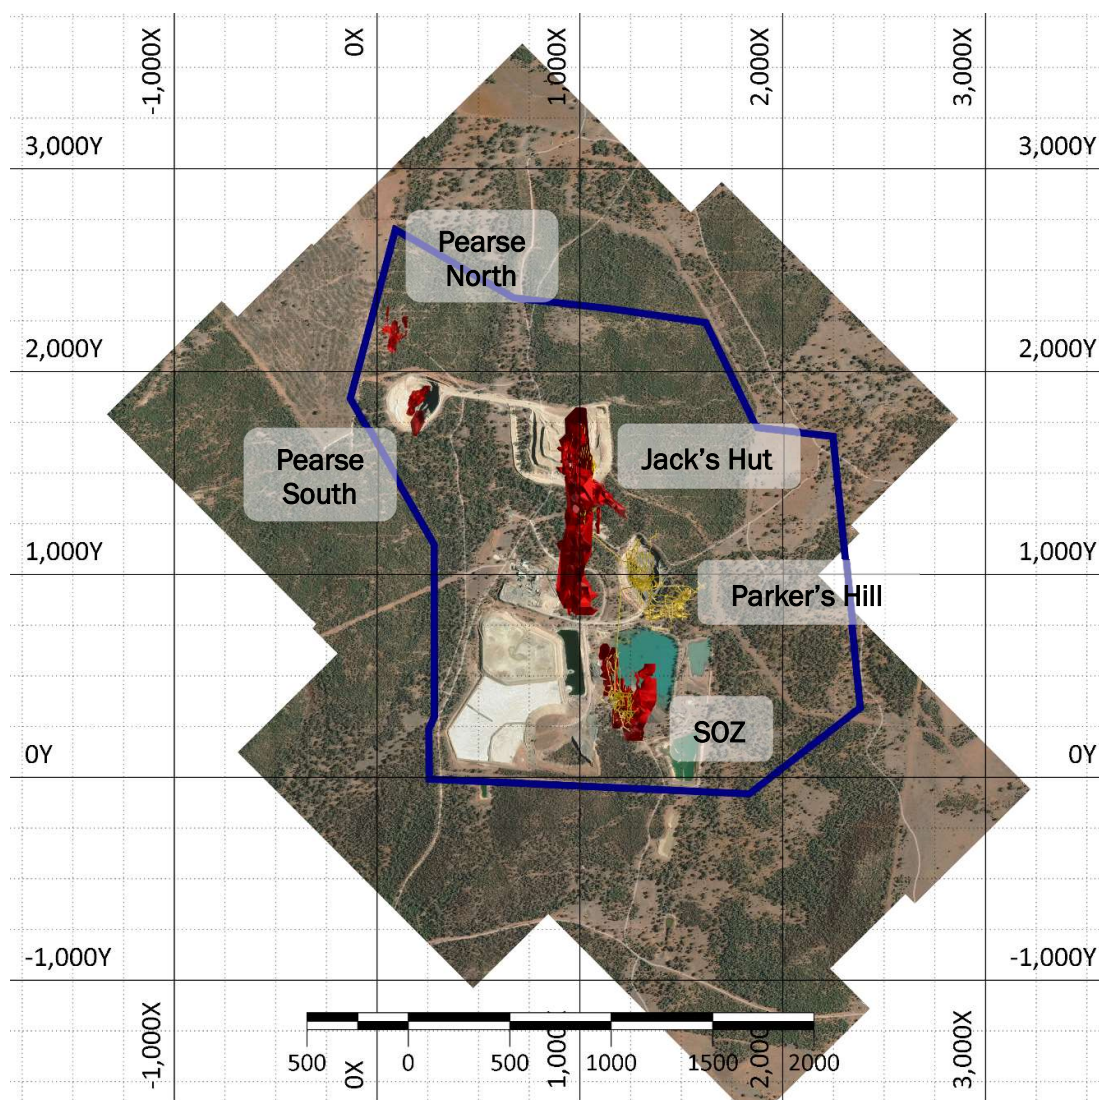 -1,000X
0X
1,000X
2,000X
3,000X
3,000Y
3,000Y
Pearse
North
2,000Y
2,000Y
Pearse
South
Jack's Hut
1,000Y
1,000Y
Parker's Hill
SOZ
0Y
0Y
-1,000Y
-1,000Y
-1,000X
0X
1,000X
2,000X
3,000X
500
0
500
1000
1500
2000